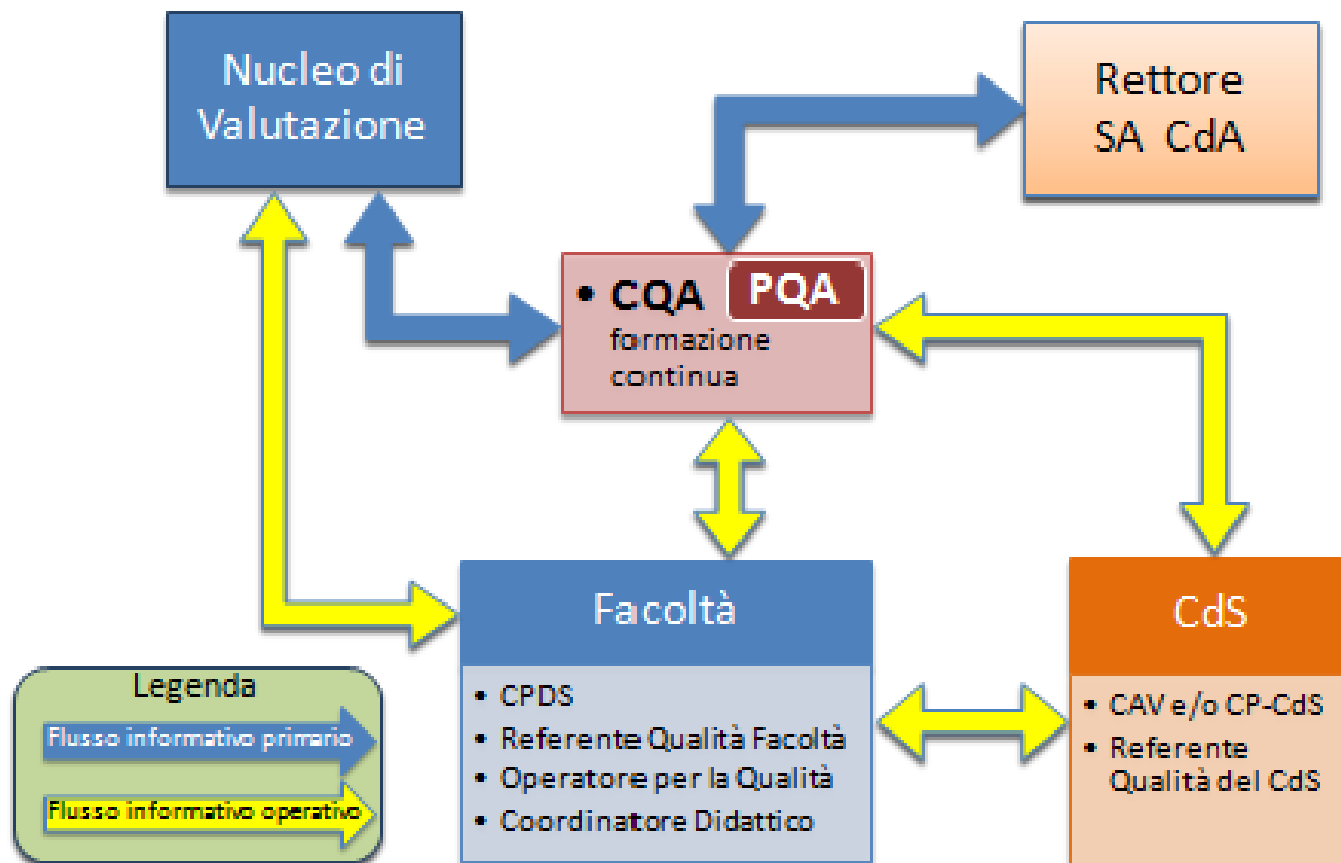 Nucleo di
Valutazione
Rettore
SA CdA
• CQA
PQA
formazione
continua
Facoltà
• CPDS
• Referente Qualità Facoltà
• Operatore per la Qualità
• Coordinatore Didattico
CdS
• CAV e/o CP-CdS
• Referente
Qualità del CdS
Legenda
Flusso informativo primario
Flusso informativo operativo